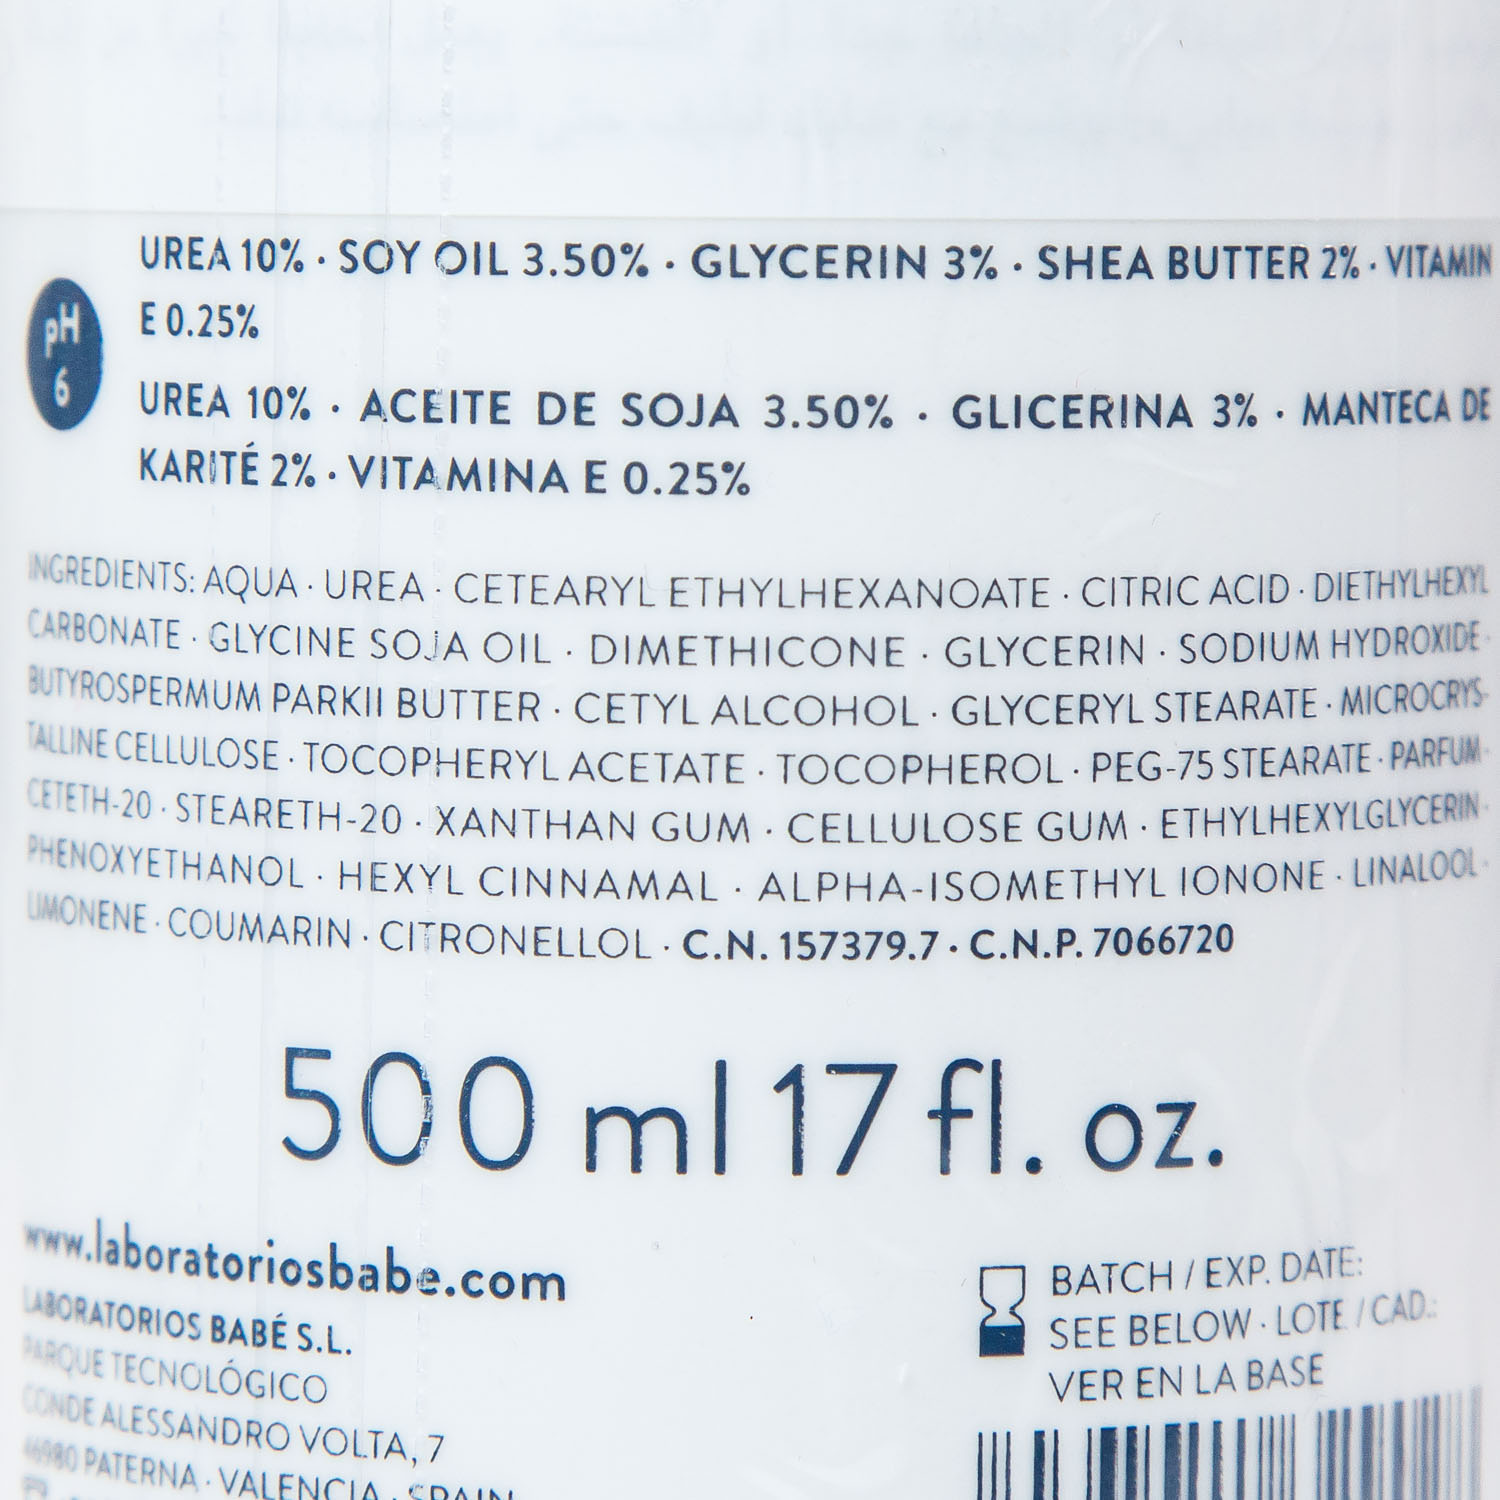 UREA 10% · SOY OIL 3.50% · GLYCERIN 3% · SHEA BUTTER 2% · VITAMIN
E 0.25%
pH
6
UREA 10% · ACEITE DE SOJA 3.50% · GLICERINA 3% · MANTECA DE
KARITÉ 2% · VITAMINA E 0.25%
INGREDIENTS: AQUA · UREA · CETEARYL ETHYLHEXANOATE · CITRIC ACID · DIETHYLHEXYL
CARBONATE · GLYCINE SOJA OIL · DIMETHICONE · GLYCERIN · SODIUM HYDROXIDE ·
BUTYROSPERMUM PARKII BUTTER · CETYL ALCOHOL · GLYCERYL STEARATE · MICROCRYS-
TALLINE CELLULOSE · TOCOPHERYL ACETATE · TOCOPHEROL · PEG-75 STEARATE · PARFUM ·
CETETH-20 · STEARETH-20 · XANTHAN GUM · CELLULOSE GUM · ETHYLHEXYLGLYCERIN ·
PHENOXYETHANOL · HEXYL CINNAMAL · ALPHA-ISOMETHYL IONONE · LINALOOL ·
LIMONENE · COUMARIN · CITRONELLOL · C.N. 157379.7 · C.N.P. 7066720
500 ml 17 fl. oz.
www.laboratoriosbabe.com
LABORATORIOS BABÉ S.L.
PARQUE TECNOLÓGICO
CONDE ALESSANDRO VOLTA, 7
46980 PATERNA · VALENCIA · SPAIN
BATCH / EXP. DATE:
SEE BELOW · LOTE / CAD.:
VER EN LA BASE